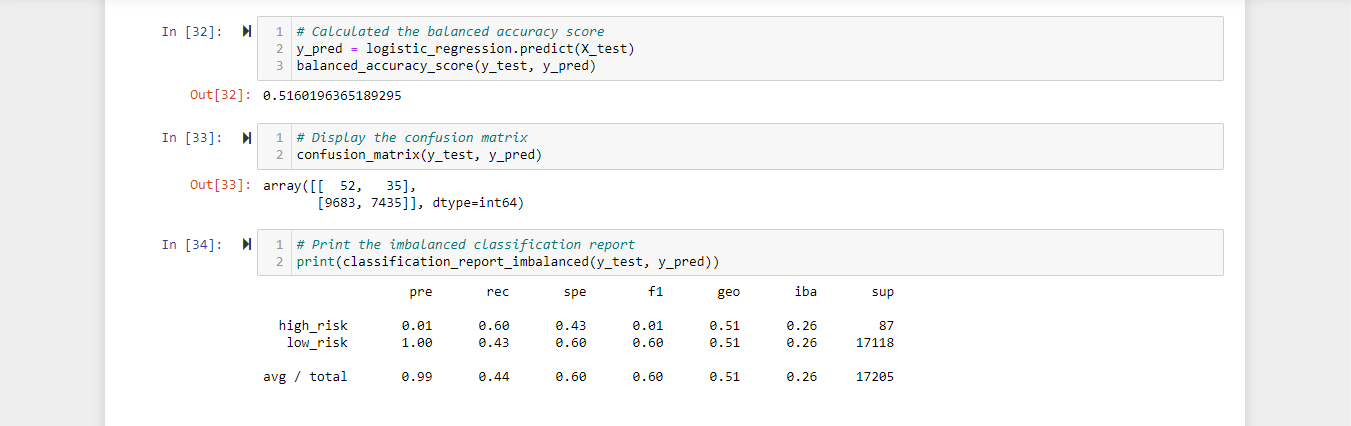 In [32]:
1 # Calculated the balanced accuracy score
2 y_pred = logistic_regression.predict(X_test)
3 balanced_accuracy_score(y_test, y_pred)
Out[32]: 0.5160196365189295
In [33]:
1 # Display the confusion matrix
2 confusion_matrix(y_test, y_pred)
Out[33]: array([[  52,   35],
       [9683, 7435]], dtype=int64)
In [34]:
1 # Print the imbalanced classification report
2 print(classification_report_imbalanced(y_test, y_pred))
pre rec spe f1 geo iba sup
high_risk 0.01 0.60 0.43 0.01 0.51 0.26 87
low_risk 1.00 0.43 0.60 0.60 0.51 0.26 17118
avg / total 0.99 0.44 0.60 0.60 0.51 0.26 17205